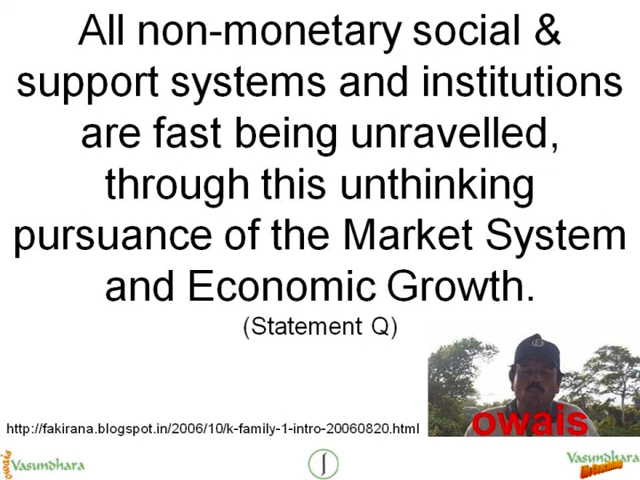 All non-monetary social &
support systems and institutions
are fast being unravelled,
through this unthinking
pursuance of the Market System
and Economic Growth.
(Statement Q)
owais
http://fakirana.blogspot.in/2006/10/k-family-1-intro-20060820.html
owais
Vasundhara
Vasundhara